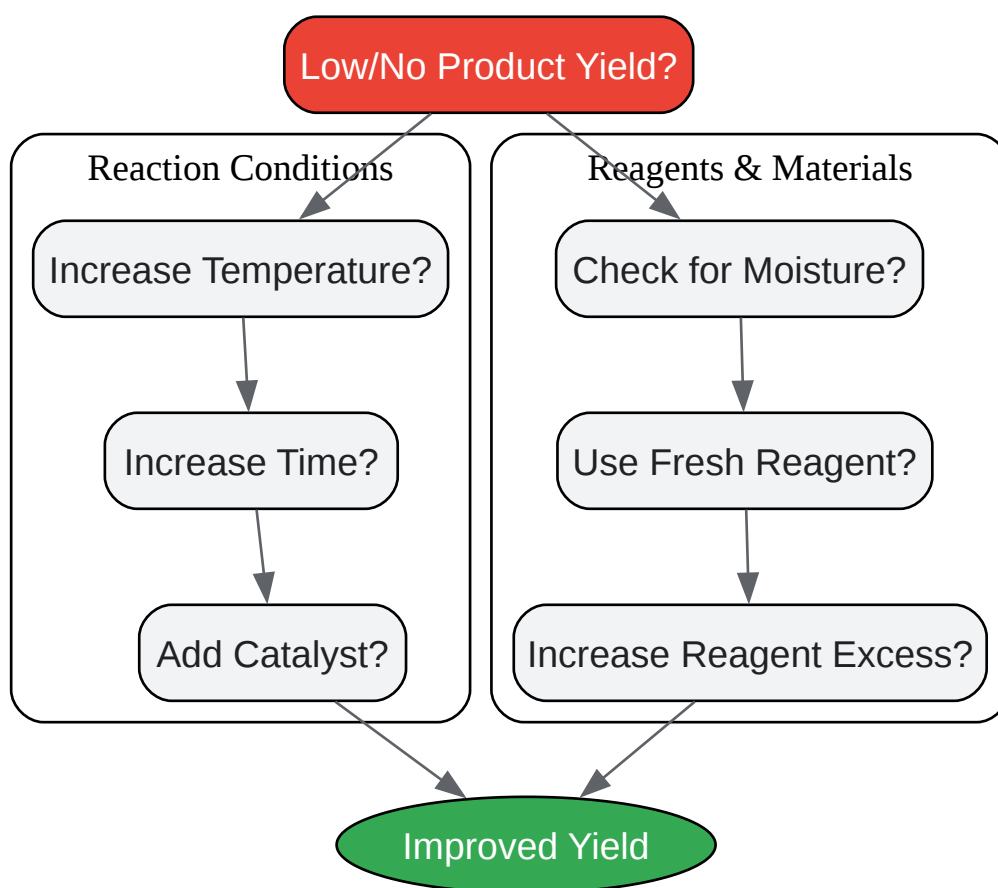 Low/No Product Yield?
Reaction Conditions
Increase Temperature?
Increase Time?
Add Catalyst?
Reagents & Materials
Check for Moisture?
Use Fresh Reagent?
Increase Reagent Excess?
Improved Yield